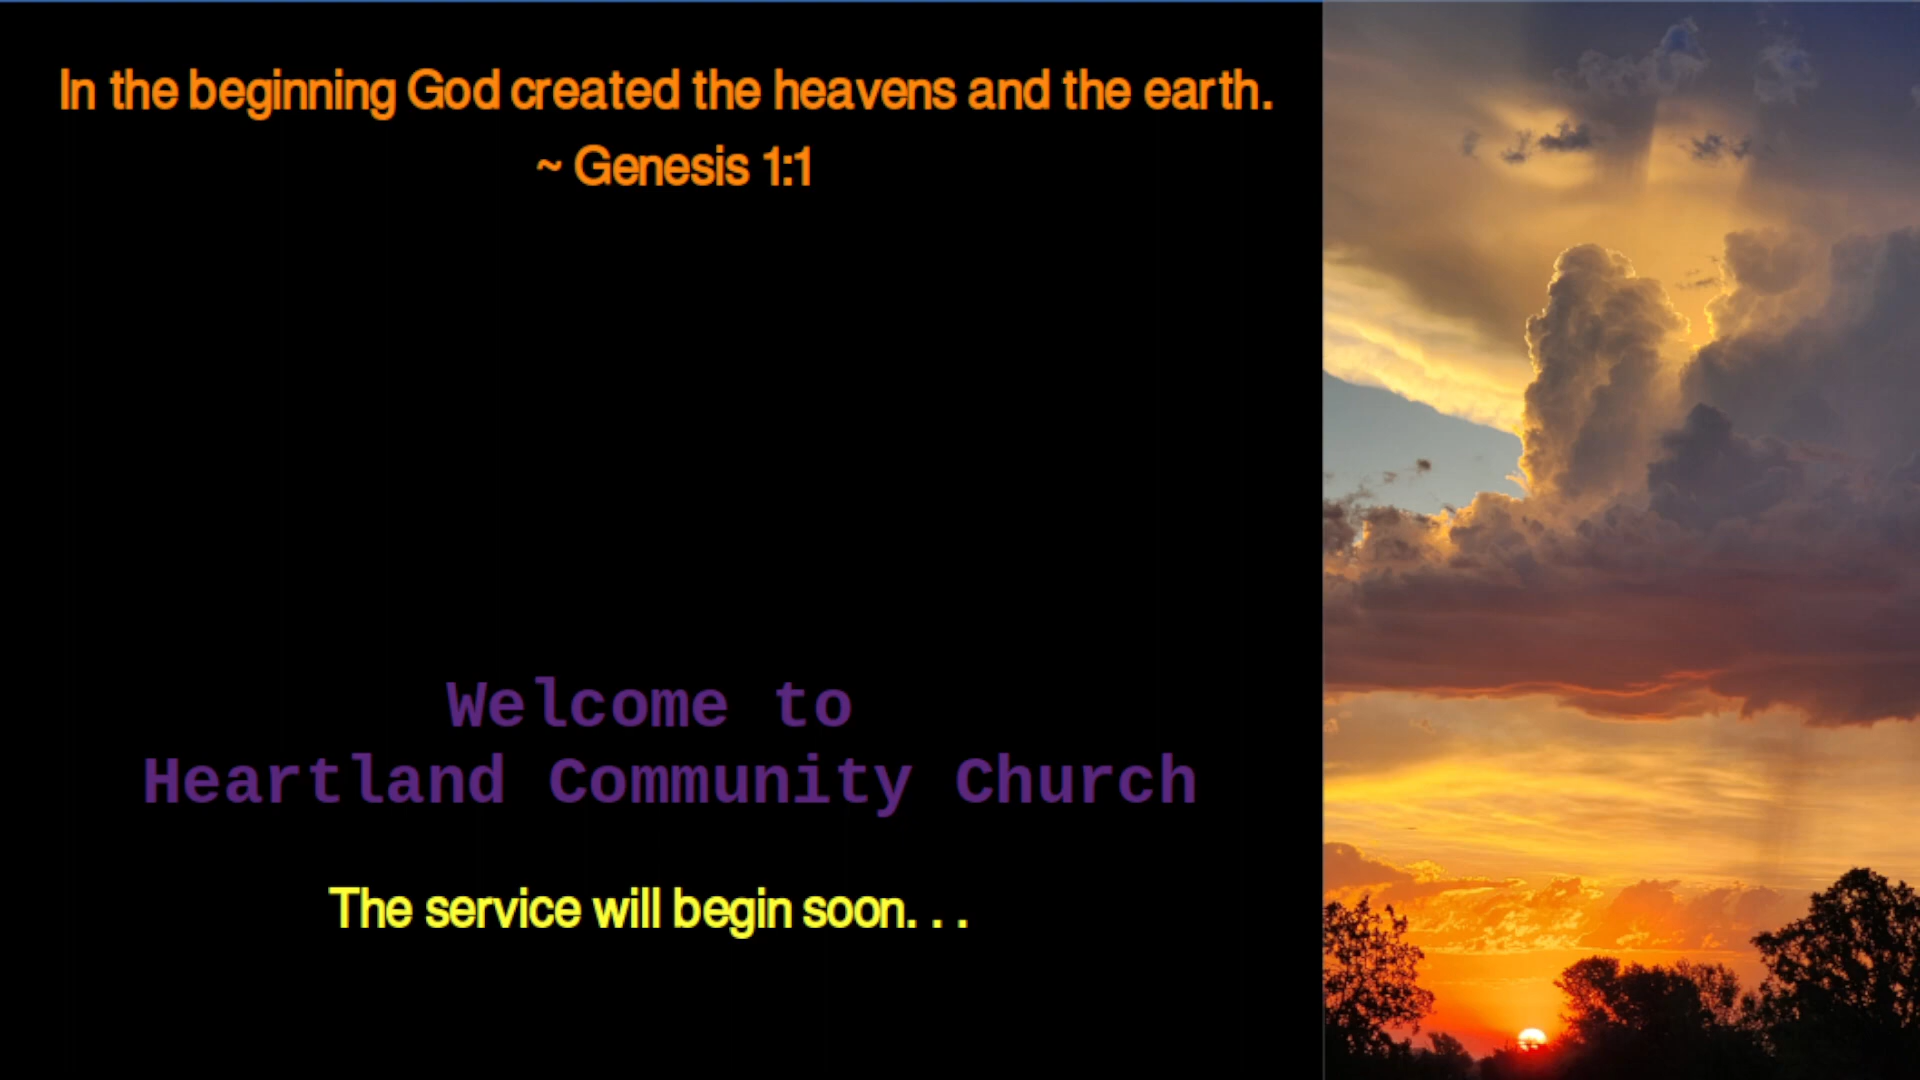 In the beginning God created the heavens and the earth.
~ Genesis 1:1
Welcome to
Heartland Community Church
The service will begin soon. . .